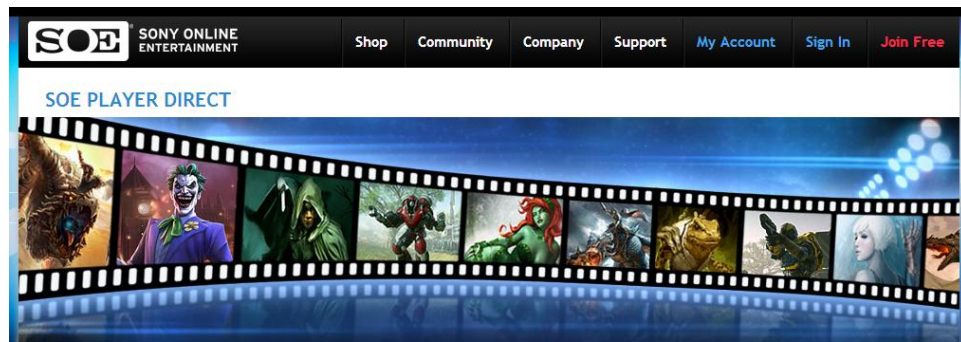 SOE SONY ONLINE
ENTERTAINMENT
Shop Community Company Support My Account Sign In Join Free
SOE PLAYER DIRECT